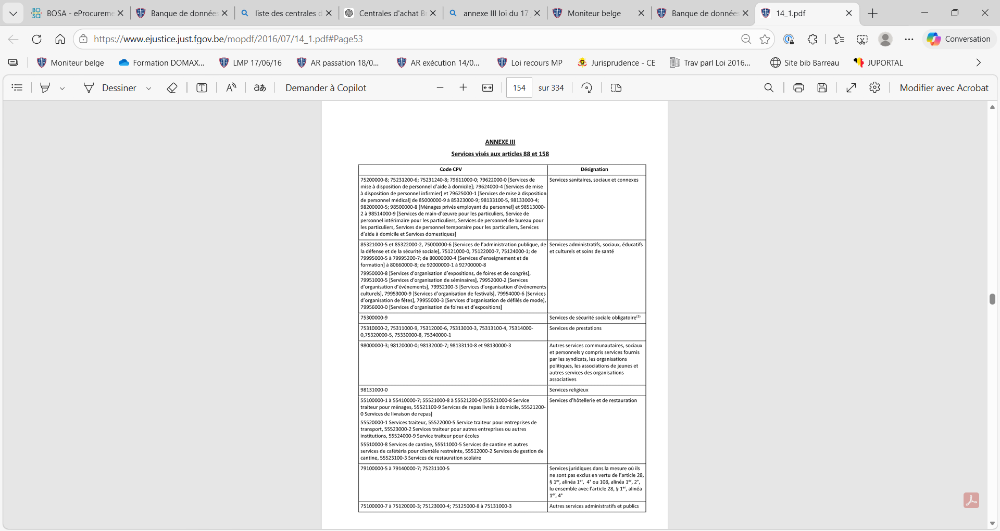 BOSA - eProcureme
Banque de données
liste des centrales d
Centrales d'achat Br
annexe III loi du 17
Moniteur belge
Banque de données
14_1.pdf
https://www.ejustice.just.fgov.be/mopdf/2016/07/14_1.pdf#Page53
Conversation
Moniteur belge
Formation DOMAX...
LMP 17/06/16
AR passation 18/0...
AR exécution 14/0...
Loi recours MP
Jurisprudence - CE
Trav parl Loi 2016...
Site bib Barreau
JUPORTAL
Dessiner
Demander à Copilot
154 sur 334
Modifier avec Acrobat
ANNEXE III
Services visés aux articles 88 et 158
Code CPV
Désignation
75200000-8; 75231200-6; 75231240-8; 79611000-0; 79622000-0 [Services de
mise à disposition de personnel d'aide à domicile]; 79624000-4 [Services de mise
à disposition de personnel infirmier] et 79625000-1 [Services de mise à disposition
de personnel médical] de 85000000-9 à 85323000-9; 98133100-5, 98133000-4;
98200000-5; 98500000-8 [Ménages privés employant du personnel] et 98513000-
2 à 98514000-9 [Services de main-d'œuvre pour les particuliers, Service de
personnel intérimaire pour les particuliers, Services de personnel de bureau pour
les particuliers, Services de personnel temporaire pour les particuliers, Services
d'aide à domicile et Services domestiques]
Services sanitaires, sociaux et connexes
85321000-5 et 85322000-2, 75000000-6 [Services de l'administration publique, de
la défense et de la sécurité sociale], 75121000-0, 75122000-7, 75124000-1; de
79995000-5 à 79995200-7; de 80000000-4 [Services d'enseignement et de
formation] à 80660000-8; de 92000000-1 à 92700000-8
79950000-8 [Services d'organisation d'expositions, de foires et de congrès],
79951000-5 [Services d'organisation de séminaires], 79952000-2 [Services
d'organisation d'événements], 79952100-3 [Services d'organisation d'événements
culturels], 79953000-9 [Services d'organisation de festivals], 79954000-6 [Services
d'organisation de fêtes], 79955000-3 [Services d'organisation de défilés de mode],
79956000-0 [Services d'organisation de foires et d'expositions]
Services administratifs, sociaux, éducatifs
et culturels et soins de santé
75300000-9
Services de sécurité sociale obligatoire(1)
75310000-2, 75311000-9, 75312000-6, 75313000-3, 75313100-4, 75314000-
0,75320000-5, 75330000-8, 75340000-1
Services de prestations
98000000-3; 98120000-0; 98132000-7; 98133110-8 et 98130000-3
Autres services communautaires, sociaux
et personnels y compris services fournis
par les syndicats, les organisations
politiques, les associations de jeunes et
autres services des organisations
associatives
98131000-0
Services religieux
55100000-1 à 55410000-7; 55521000-8 à 55521200-0 [55521000-8 Service
traiteur pour ménages, 55521100-9 Services de repas livrés à domicile, 55521200-
0 Services de livraison de repas]
55520000-1 Services traiteur, 55522000-5 Service traiteur pour entreprises de
transport, 55523000-2 Services traiteur pour autres entreprises ou autres
institutions, 55524000-9 Service traiteur pour écoles
55510000-8 Services de cantine, 55511000-5 Services de cantine et autres
services de cafétéria pour clientèle restreinte, 55512000-2 Services de gestion de
cantine, 55523100-3 Services de restauration scolaire
Services d'hôtellerie et de restauration
79100000-5 à 79140000-7; 75231100-5
Services juridiques dans la mesure où ils
ne sont pas exclus en vertu de l'article 28,
§ 1er, alinéa 1er, 4° ou 108, alinéa 1er, 2°,
lu ensemble avec l'article 28, § 1er, alinéa
1er, 4°
75100000-7 à 75120000-3; 75123000-4; 75125000-8 à 75131000-3
Autres services administratifs et publics